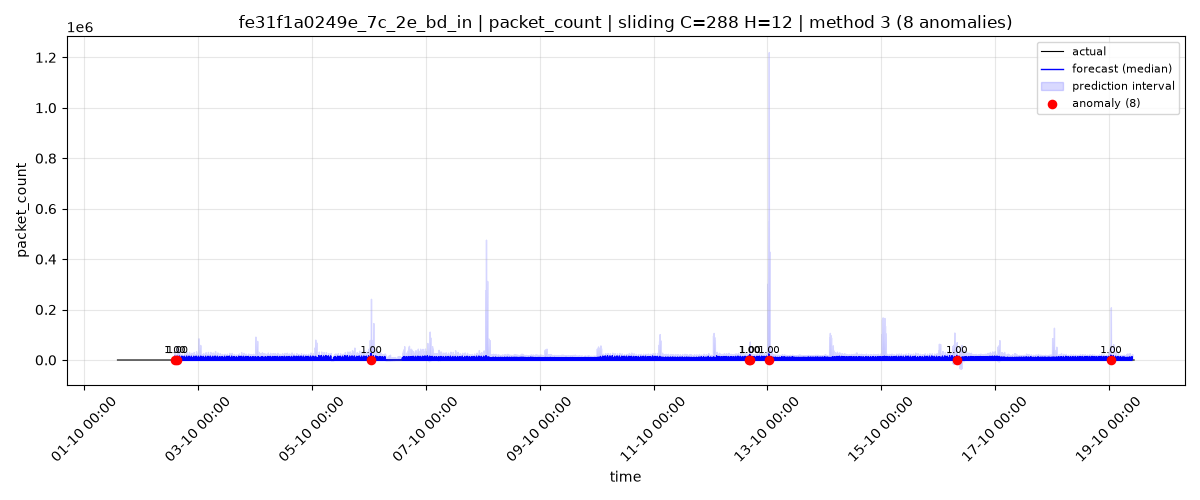 fe31f1a0249e_7c_2e_bd_in | packet_count | sliding C=288 H=12 | method 3 (8 anomalies)
1e6
actual
forecast (median)
prediction interval
anomaly (8)
1.2
1.0
0.8
0.6
0.4
0.2
0.0
packet_count
1.00
1.00
1.00
1.00
1.00
01-10 00:00
03-10 00:00
05-10 00:00
07-10 00:00
09-10 00:00
11-10 00:00
13-10 00:00
15-10 00:00
17-10 00:00
19-10 00:00
time